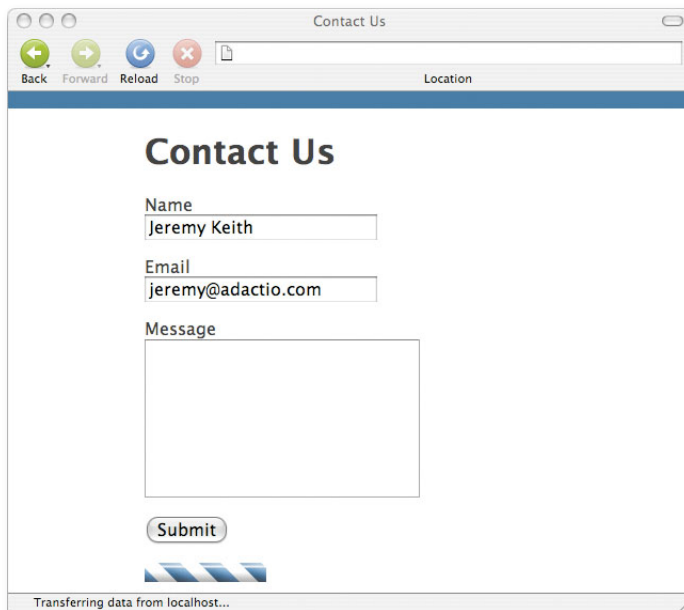 Contact Us
Back Forward Reload Stop Location
Contact Us
Name
Jeremy Keith
Email
jeremy@adactio.com
Message
Submit
Transferring data from localhost...